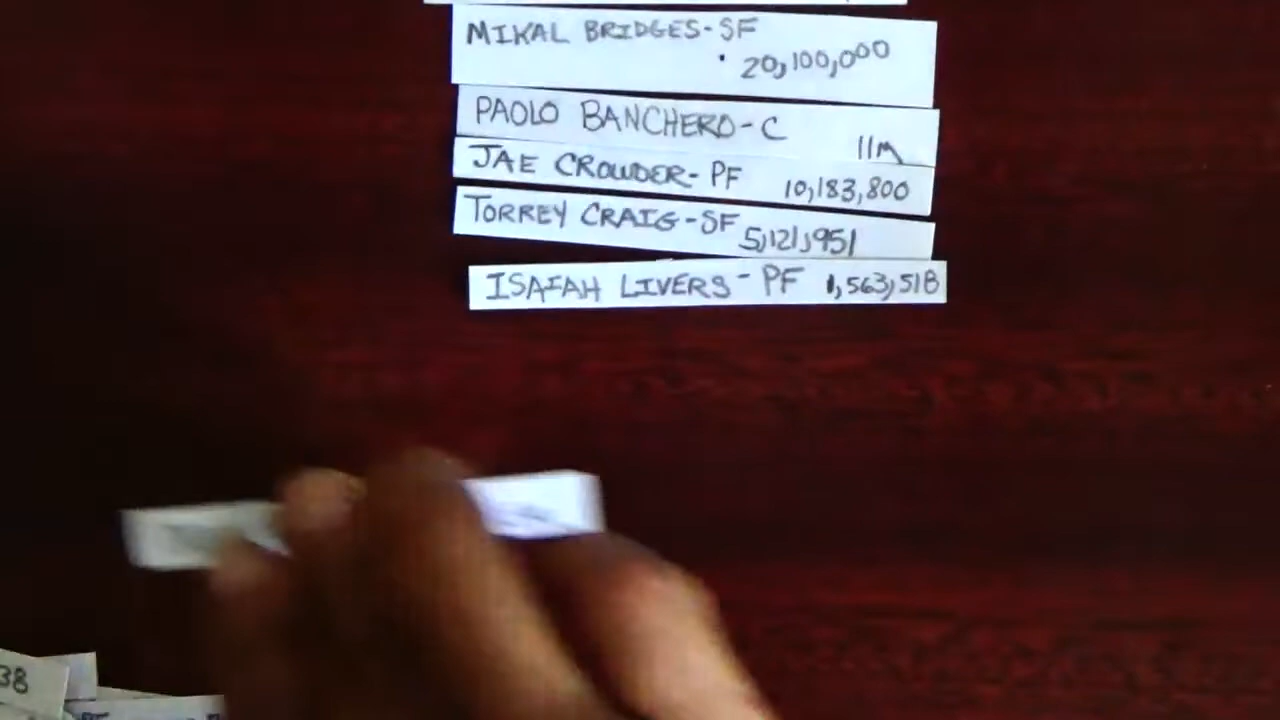 MIKAL BRIDGES-SF
20,100,000
PAOLO BANCHERO-C 11M
JAE CROWDER-PF 10,183,800
TORREY CRAIG-SF 5,121,951
ISAIAH LIVERS-PF 1,563,518
38